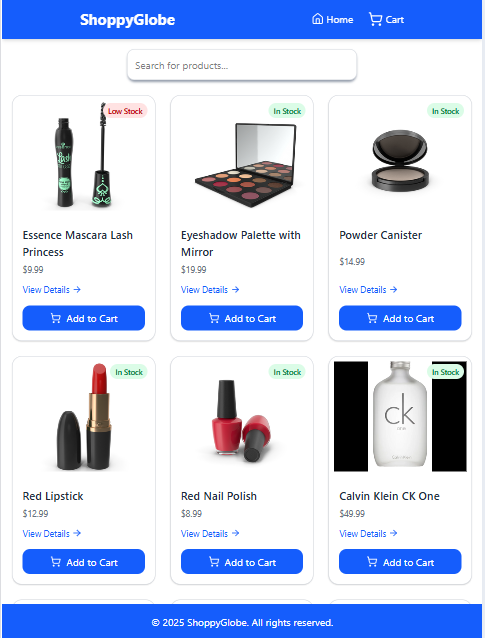 ShoppyGlobe
Home
Cart
Search for products...
Low Stock
In Stock
In Stock
Essence Mascara Lash
Princess
$9.99
View Details →
Add to Cart
Eyeshadow Palette with
Mirror
$19.99
View Details →
Add to Cart
Powder Canister
$14.99
View Details →
Add to Cart
In Stock
In Stock
In Stock
ck
Red Lipstick
$12.99
View Details →
Add to Cart
Red Nail Polish
$8.99
View Details →
Add to Cart
Calvin Klein CK One
$49.99
View Details →
Add to Cart
© 2025 ShoppyGlobe. All rights reserved.